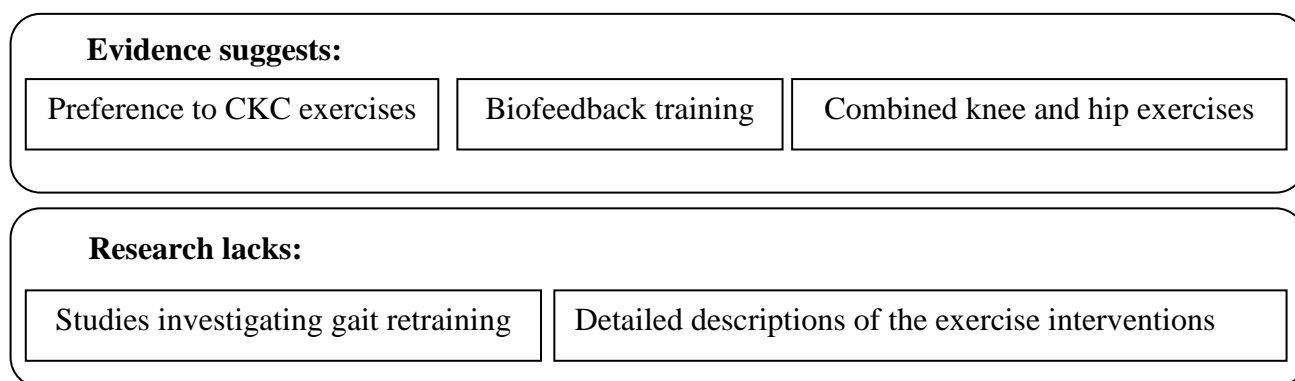 Evidence suggests:
Preference to CKC exercises
Biofeedback training
Combined knee and hip exercises
Research lacks:
Studies investigating gait retraining
Detailed descriptions of the exercise interventions